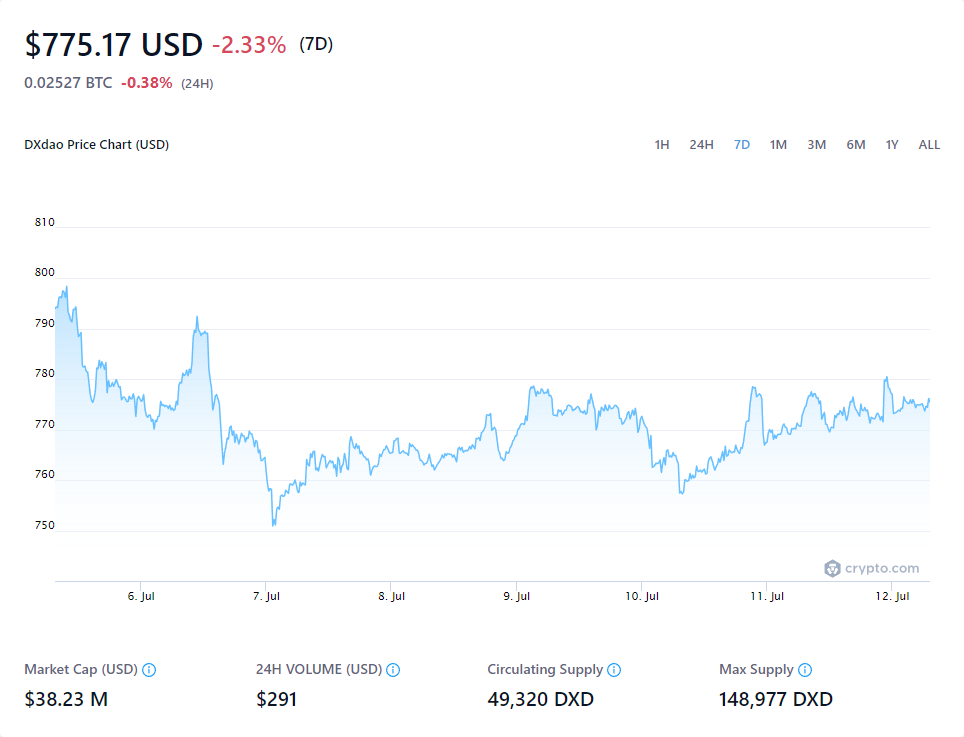 $775.17 USD -2.33% (7D)
0.02527 BTC -0.38% (24H)
DXdao Price Chart (USD) 1H 24H 7D 1M 3M 6M 1Y ALL
810
800
790
780
770
760
750
crypto.com
6. Jul 7. Jul 8. Jul 9. Jul 10. Jul 11. Jul 12. Jul
Market Cap (USD) 24H VOLUME (USD) Circulating Supply Max Supply
$38.23 M $291 49,320 DXD 148,977 DXD